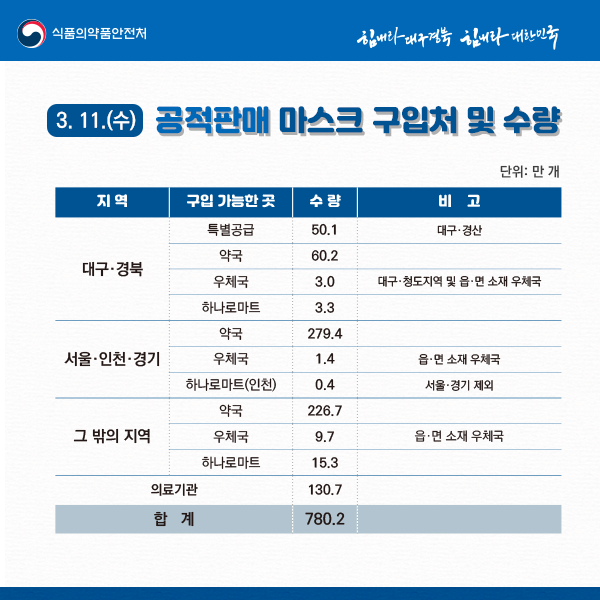 식품의약품안전처
힘내라 대구경북 힘내라 대한민국
3. 11.(수) 공적판매 마스크 구입처 및 수량
단위: 만 개
지 역 구입 가능한 곳 수 량 비 고
대구·경북
특별공급 50.1 대구·경산
약국 60.2
우체국 3.0 대구·청도지역 및 읍·면 소재 우체국
하나로마트 3.3
서울·인천·경기
약국 279.4
우체국 1.4 읍·면 소재 우체국
하나로마트(인천) 0.4 서울·경기 제외
그 밖의 지역
약국 226.7
우체국 9.7 읍·면 소재 우체국
하나로마트 15.3
의료기관 130.7
합 계 780.2